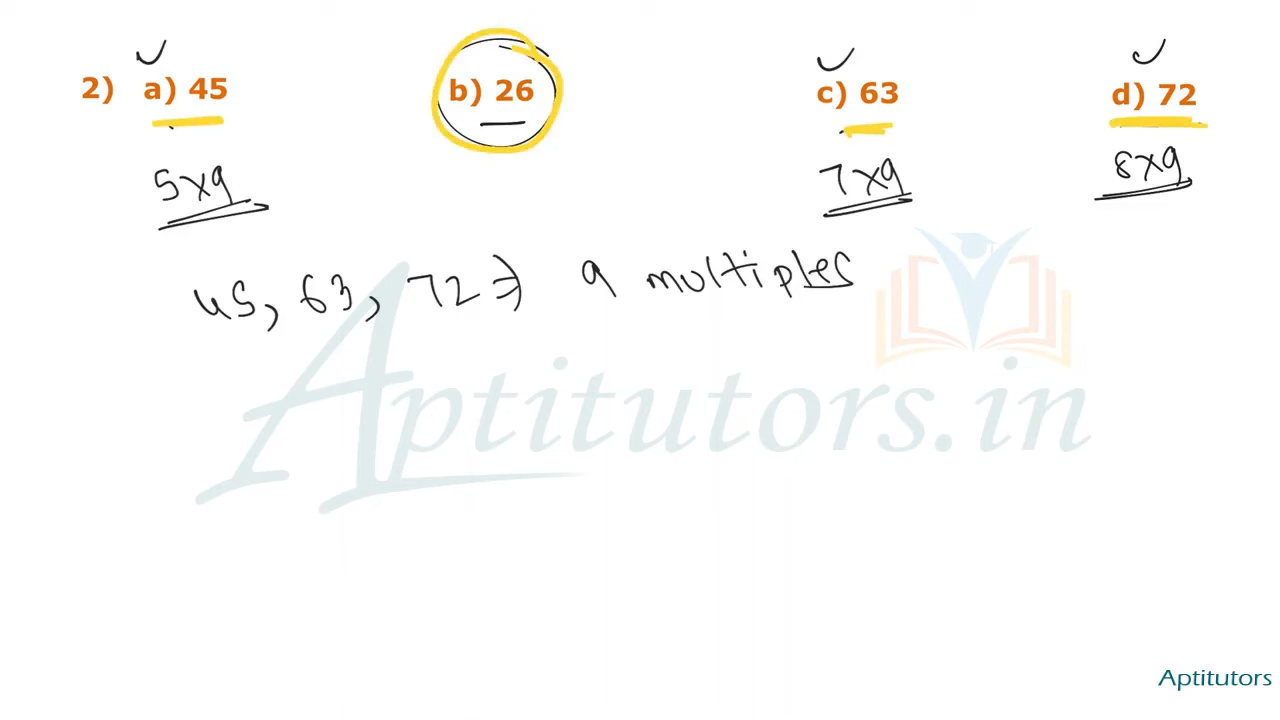 2) a) 45 b) 26 c) 63 d) 72
5x9 7x9 8x9
45, 63, 72 ⇒ 9 multiples
Aptitutors.in
Aptitutors